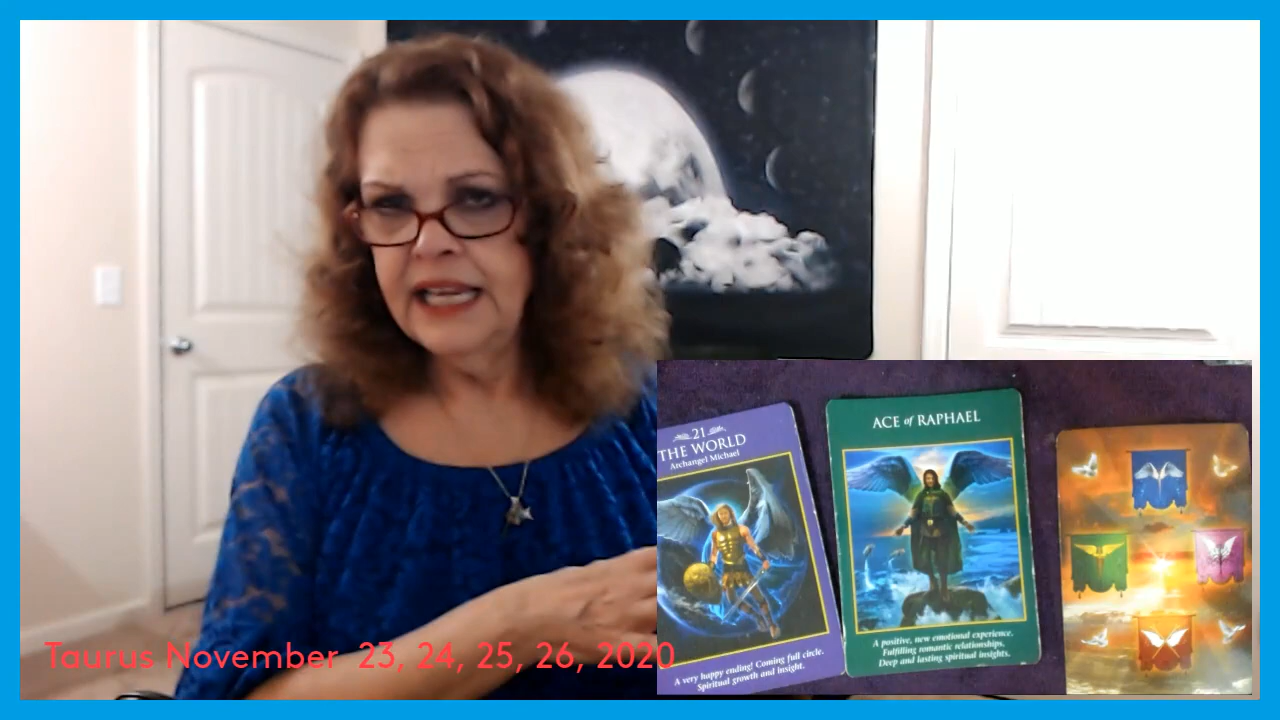 Taurus November 23, 24, 25, 26, 2020
21
THE WORLD
Archangel Michael
A very happy ending! Coming full circle.
Spiritual growth and insight.
ACE of RAPHAEL
A positive, new emotional experience.
Fulfilling romantic relationships.
Deep and lasting spiritual insights.